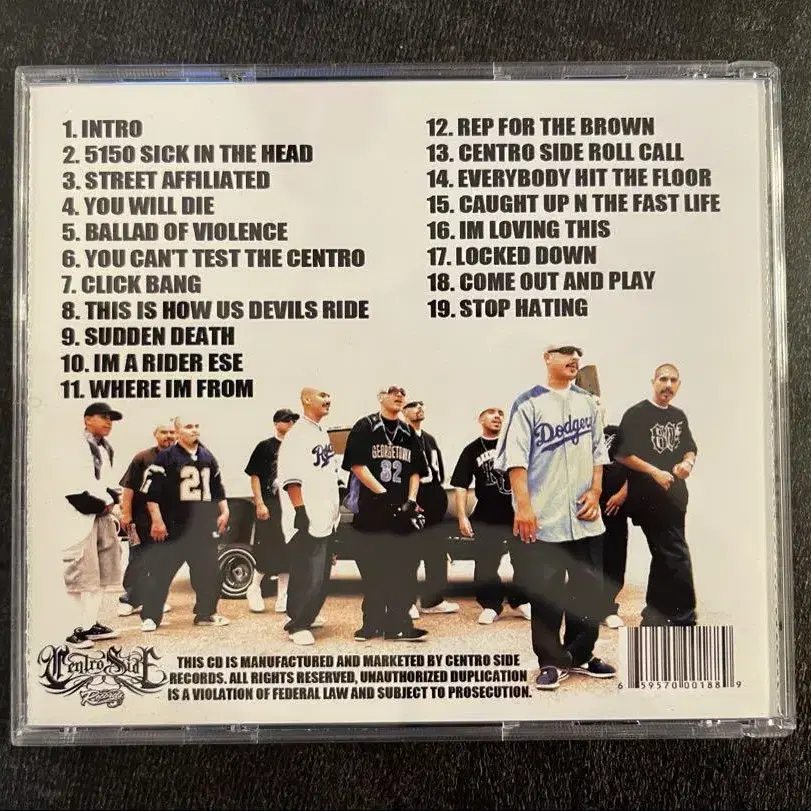 1. INTRO
2. 5150 SICK IN THE HEAD
3. STREET AFFILIATED
4. YOU WILL DIE
5. BALLAD OF VIOLENCE
6. YOU CAN'T TEST THE CENTRO
7. CLICK BANG
8. THIS IS HOW US DEVILS RIDE
9. SUDDEN DEATH
10. IM A RIDER ESE
11. WHERE IM FROM
12. REP FOR THE BROWN
13. CENTRO SIDE ROLL CALL
14. EVERYBODY HIT THE FLOOR
15. CAUGHT UP N THE FAST LIFE
16. IM LOVING THIS
17. LOCKED DOWN
18. COME OUT AND PLAY
19. STOP HATING
21
GEORGETOWN
82
Dodgers
Centro Side
Records
THIS CD IS MANUFACTURED AND MARKETED BY CENTRO SIDE
RECORDS. ALL RIGHTS RESERVED, UNAUTHORIZED DUPLICATION
IS A VIOLATION OF FEDERAL LAW AND SUBJECT TO PROSECUTION.
6 59570 00188 9